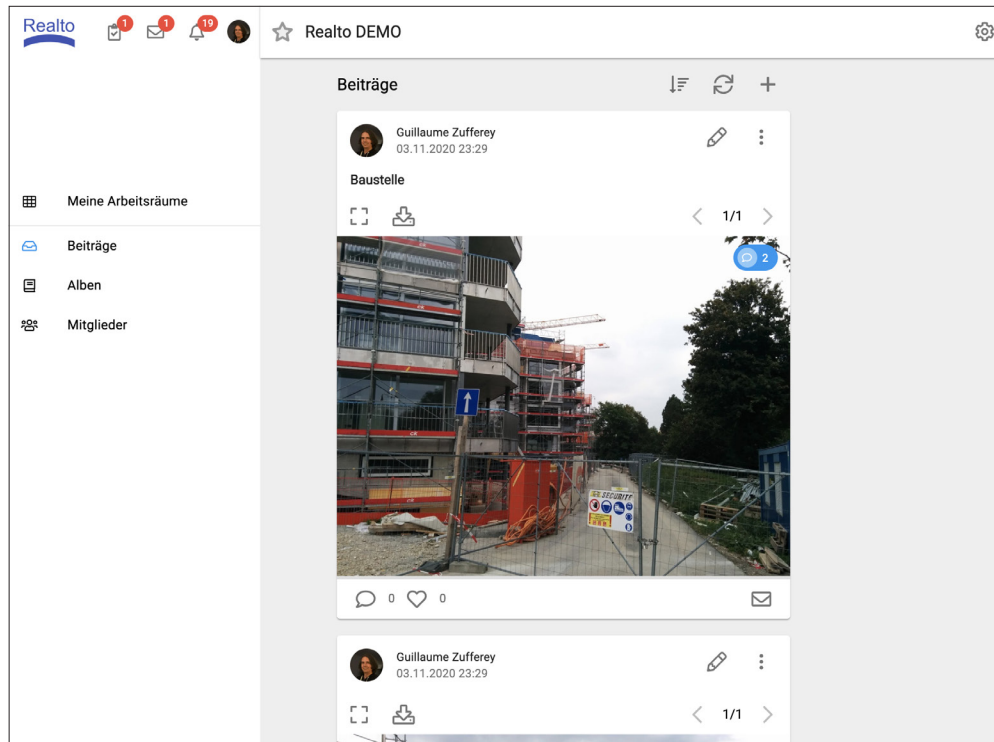 Realto
1
1
19
Realto DEMO
Beiträge
Guillaume Zufferey
03.11.2020 23:29
Baustelle
1/1
2
SECURITE
0
0
Meine Arbeitsräume
Beiträge
Alben
Mitglieder
Guillaume Zufferey
03.11.2020 23:29
1/1